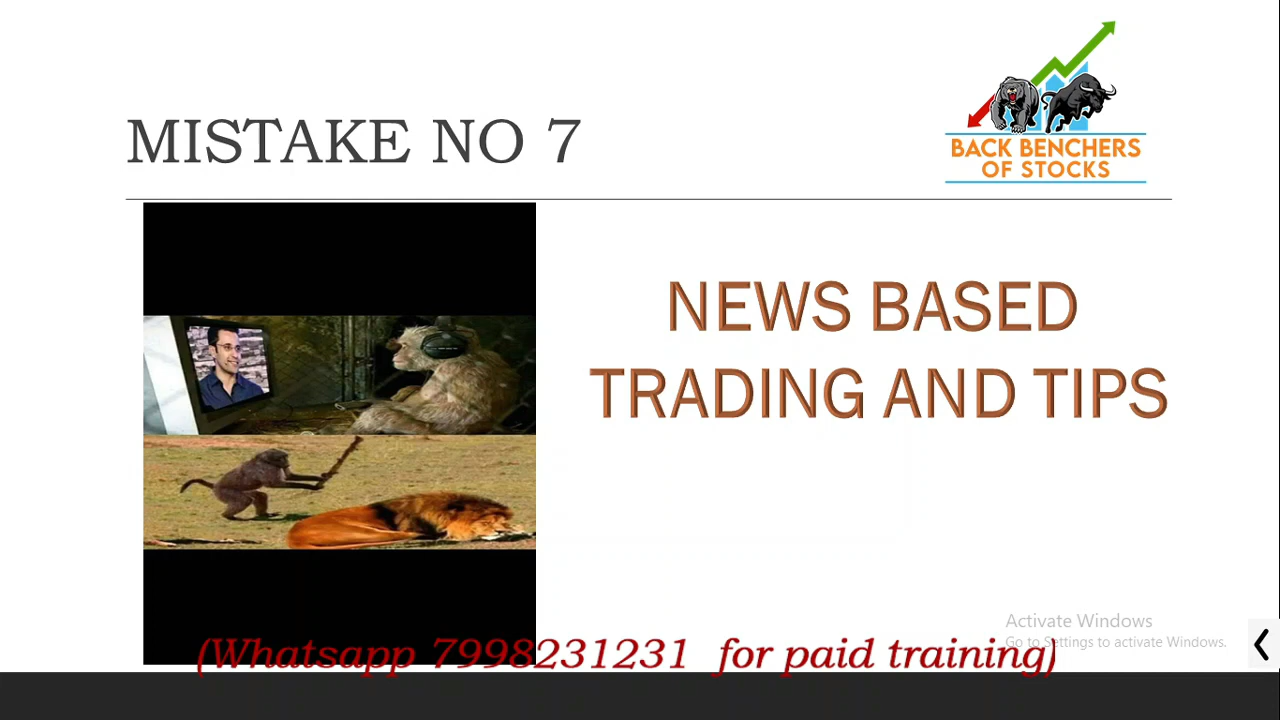 MISTAKE NO 7
BACK BENCHERS
OF STOCKS
NEWS BASED
TRADING AND TIPS
Activate Windows
Go to Settings to activate Windows.
(Whatsapp 7998231231 for paid training)